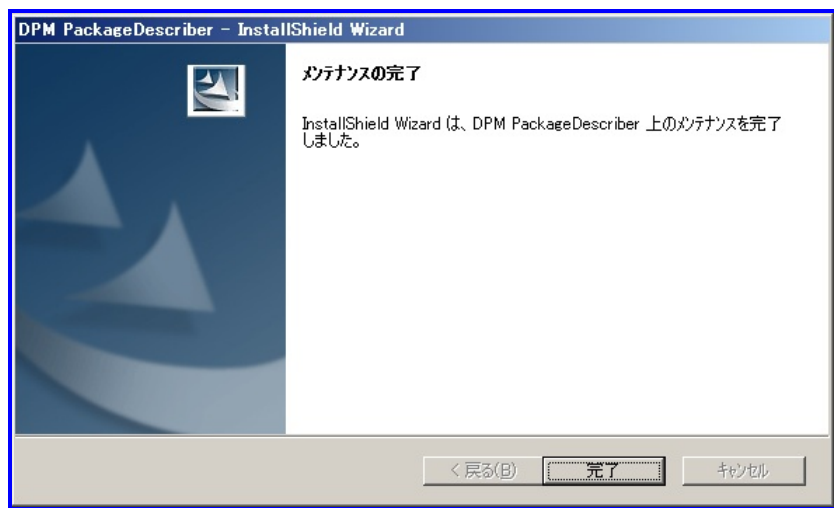 DPM PackageDescriber - InstallShield Wizard
メンテナンスの完了
InstallShield Wizard は、DPM PackageDescriber 上のメンテナンスを完了
しました。
< 戻る(B)
完了
キャンセル